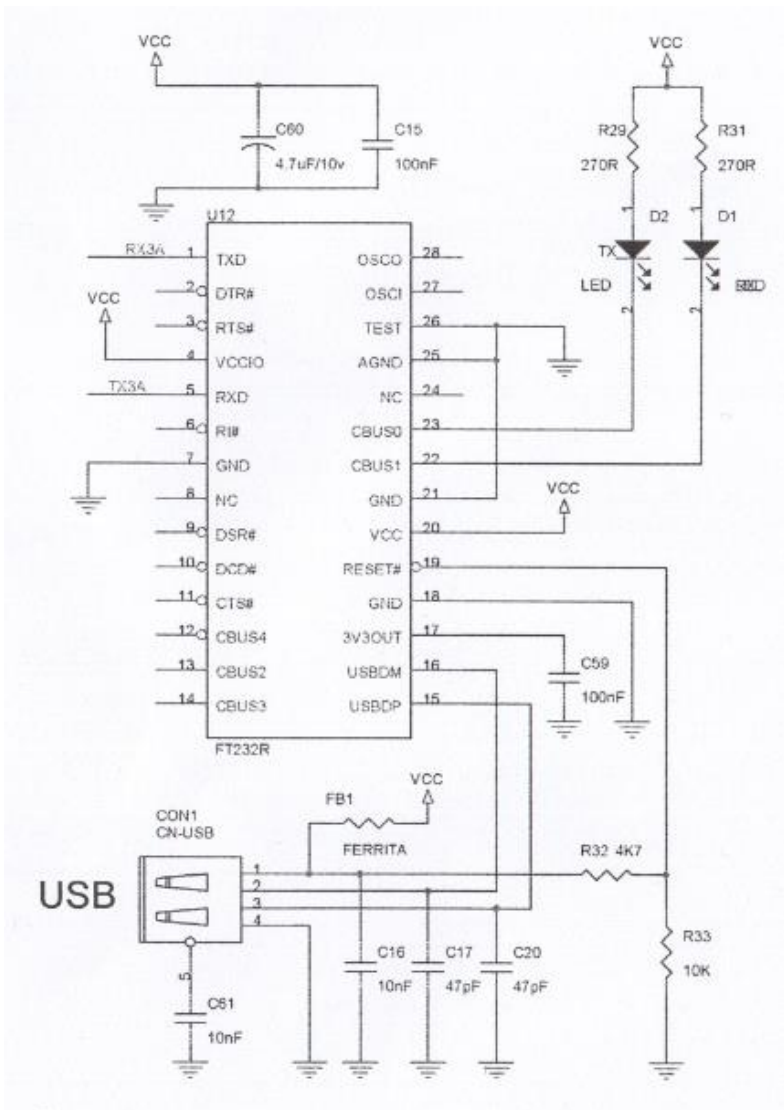 VCC
VCC
C60
4.7uF/10v
C15
100nF
R29
270R
R31
270R
1
D2
1
D1
TX
LED
2
2
U12
RX3A
1 TXD
2 DTR#
3 RTS#
VCC
4 VCCIO
TX3A
5 RXD
6 RI#
7 GND
8 NC
9 DSR#
10 DCD#
11 CTS#
12 CBUS4
13 CBUS2
14 CBUS3
OSCO 28
OSCI 27
TEST 26
AGND 25
NC 24
CBUS0 23
CBUS1 22
GND 21
VCC 20
VCC
RESET# 19
GND 18
3V3OUT 17
USBDM 16
USBDP 15
C59
100nF
FT232R
FB1
VCC
FERRITA
CON1
CN-USB
USB
1
2
3
4
5
R32 4K7
R33
10K
C16
10nF
C17
47pF
C20
47pF
C61
10nF